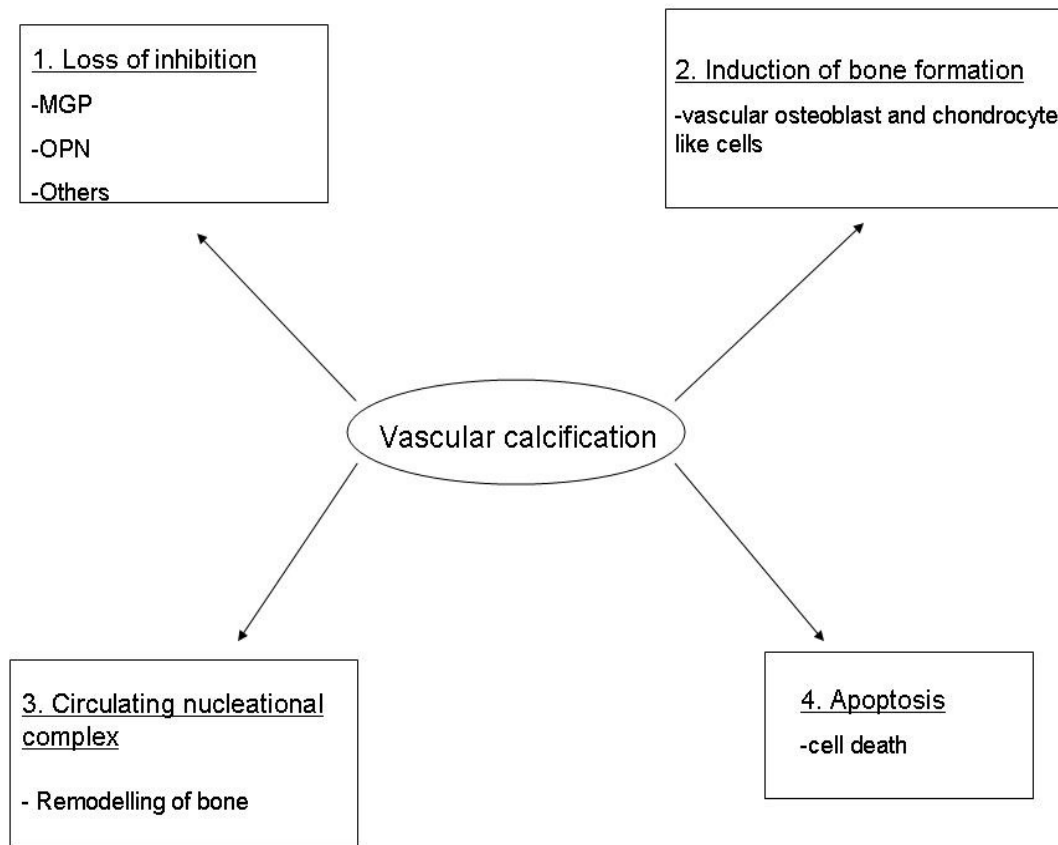 1. Loss of inhibition
-MGP
-OPN
-Others
2. Induction of bone formation
-vascular osteoblast and chondrocyte
like cells
Vascular calcification
3. Circulating nucleational
complex
- Remodelling of bone
4. Apoptosis
-cell death